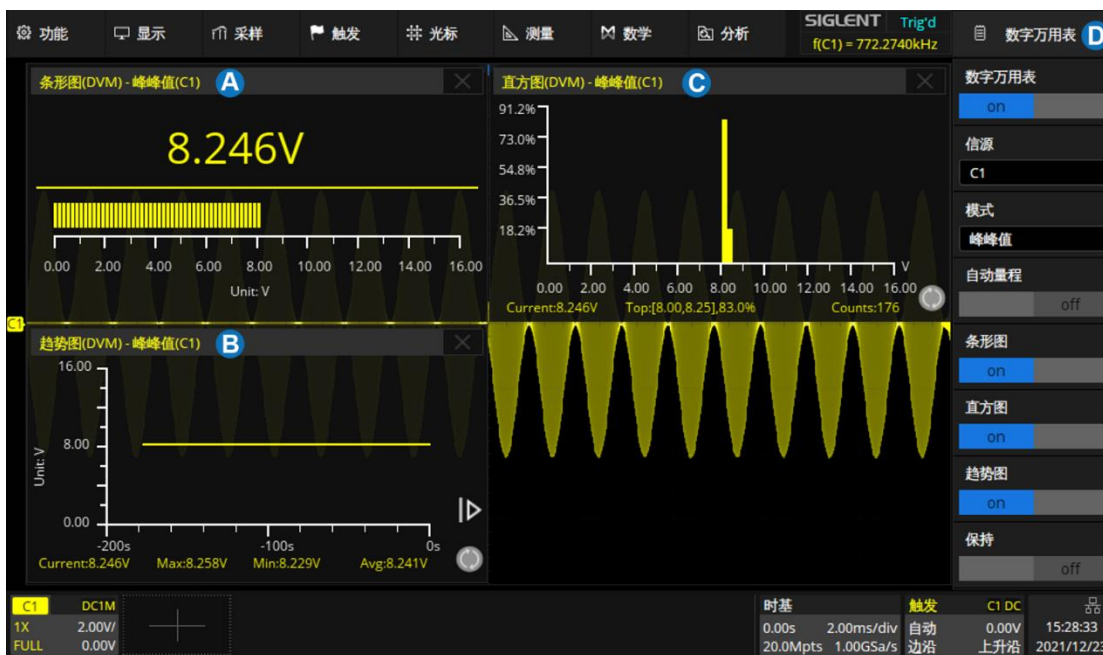 功能 显示 采样 触发 光标 测量 数学 分析 SIGLENT Trig'd
f(C1) = 772.2740kHz
数字万用表 D
条形图(DVM) - 峰峰值(C1) A
8.246V
0.00 2.00 4.00 6.00 8.00 10.00 12.00 14.00 16.00
Unit: V
直方图(DVM) - 峰峰值(C1) C
91.2%
73.0%
54.8%
36.5%
18.2%
V
0.00 2.00 4.00 6.00 8.00 10.00 12.00 14.00 16.00
Current:8.246V Top:[8.00,8.25],83.0% Counts:176
C1
趋势图(DVM) - 峰峰值(C1) B
16.00
8.00
0.00
Unit: V
-200s -100s 0s
Current:8.246V Max:8.258V Min:8.229V Avg:8.241V
数字万用表
on
信源
C1
模式
峰峰值
自动量程
off
条形图
on
直方图
on
趋势图
on
保持
off
C1 DC1M
1X 2.00V/
FULL 0.00V
时基
0.00s 2.00ms/div
20.0Mpts 1.00GSa/s
触发 C1 DC
自动 0.00V
边沿 上升沿
15:28:33
2021/12/23